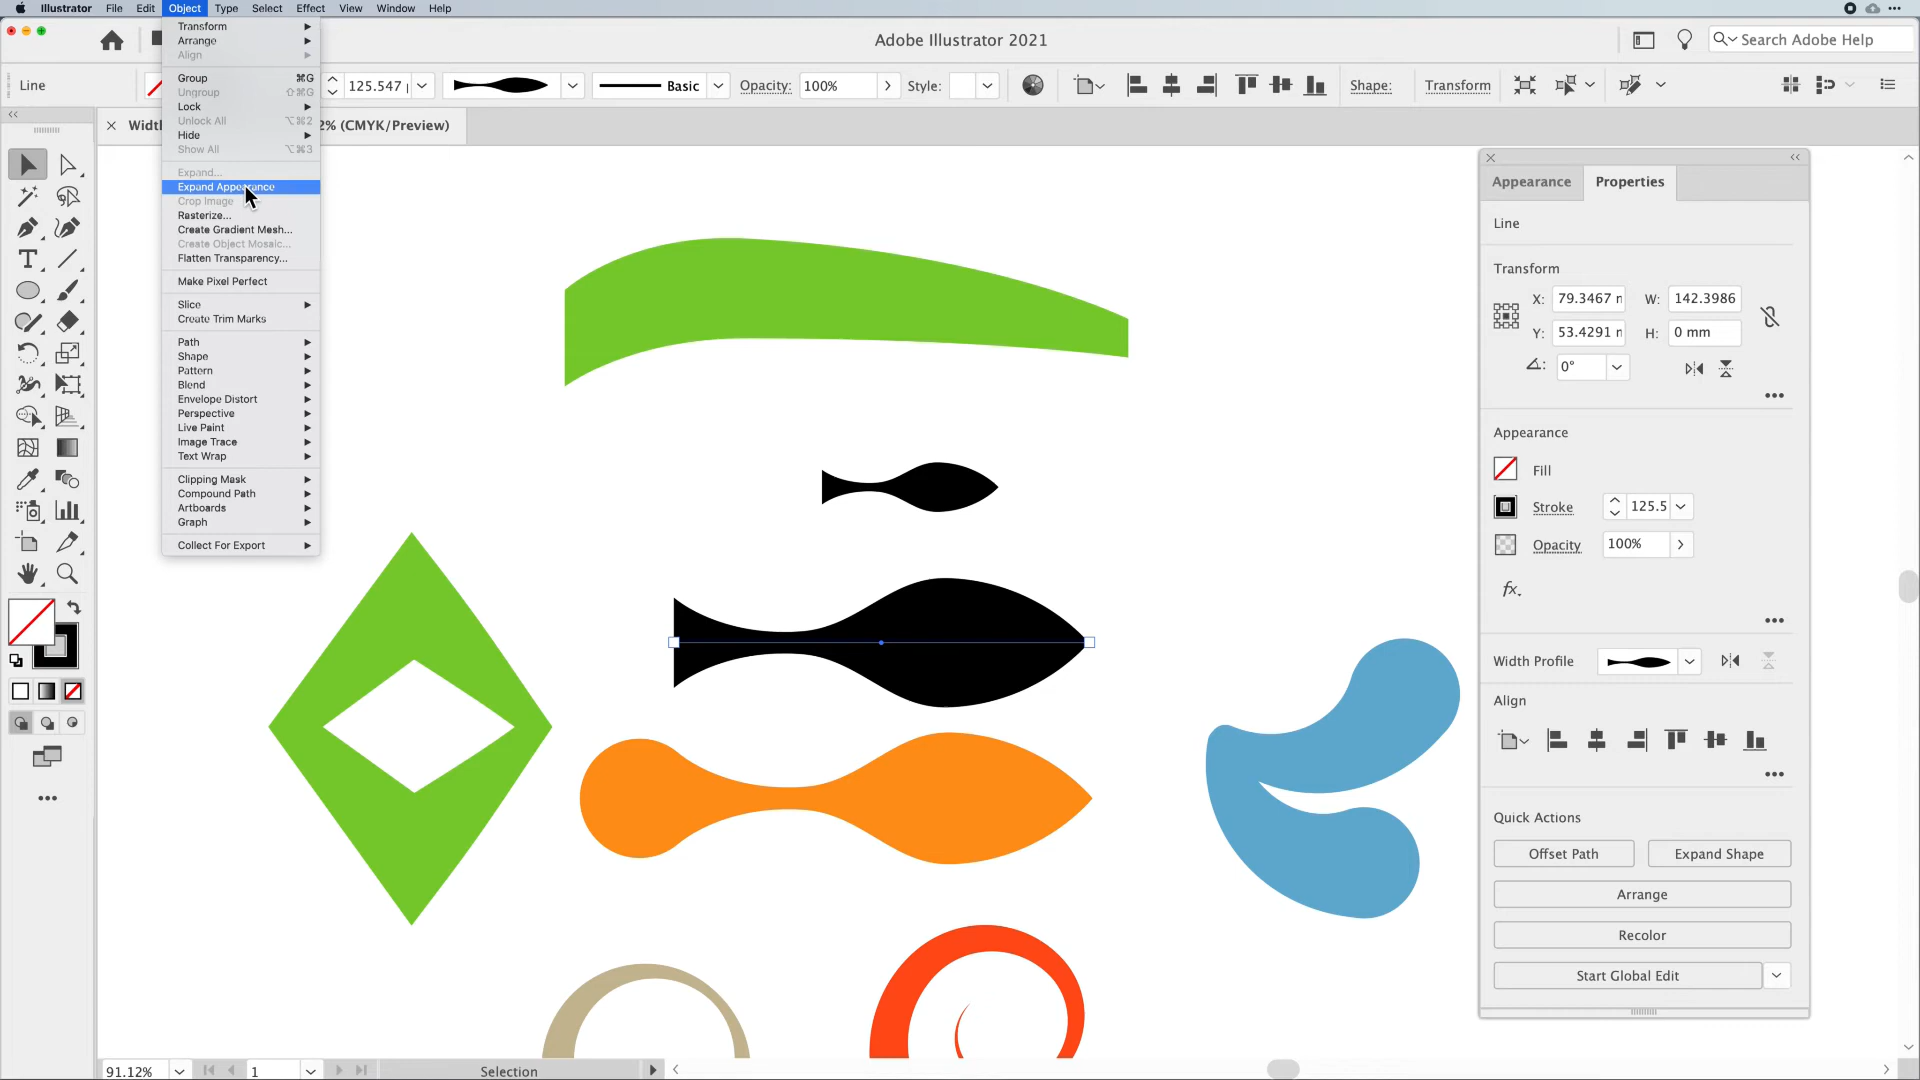 Illustrator File Edit Object Type Select Effect View Window Help
Adobe Illustrator 2021
Search Adobe Help
Line
125.547
Basic
Opacity: 100%
Style:
Shape:
Transform
Widt
2% (CMYK/Preview)
Transform
Arrange
Align
Group ⌘G
Ungroup ⇧⌘G
Lock
Unlock All ⌥⌘2
Hide
Show All ⌥⌘3
Expand...
Expand Appearance
Crop Image
Rasterize...
Create Gradient Mesh...
Create Object Mosaic...
Flatten Transparency...
Make Pixel Perfect
Slice
Create Trim Marks
Path
Shape
Pattern
Blend
Envelope Distort
Perspective
Live Paint
Image Trace
Text Wrap
Clipping Mask
Compound Path
Artboards
Graph
Collect For Export
Appearance Properties
Line
Transform
X: 79.3467 W: 142.3986
Y: 53.4291 H: 0 mm
0°
Appearance
Fill
Stroke 125.5
Opacity 100%
fx.
Width Profile
Align
Quick Actions
Offset Path Expand Shape
Arrange
Recolor
Start Global Edit
91.12% 1 Selection